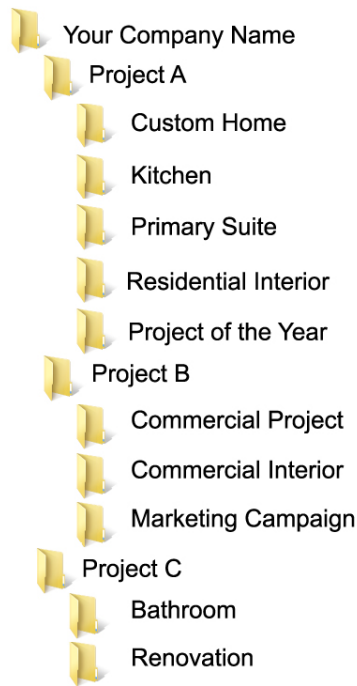 Your Company Name
Project A
Custom Home
Kitchen
Primary Suite
Residential Interior
Project of the Year
Project B
Commercial Project
Commercial Interior
Marketing Campaign
Project C
Bathroom
Renovation